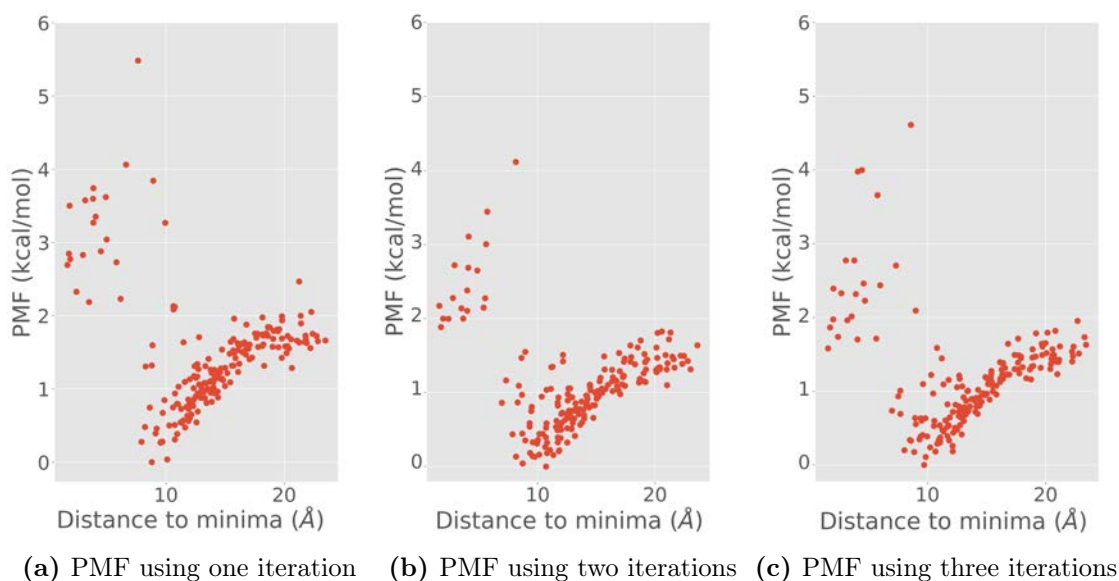 6
5
4
3
2
1
0
PMF (kcal/mol)
10 20
Distance to minima (Å)
6
5
4
3
2
1
0
PMF (kcal/mol)
10 20
Distance to minima (Å)
6
5
4
3
2
1
0
PMF (kcal/mol)
10 20
Distance to minima (Å)
(a) PMF using one iteration
(b) PMF using two iterations
(c) PMF using three iterations